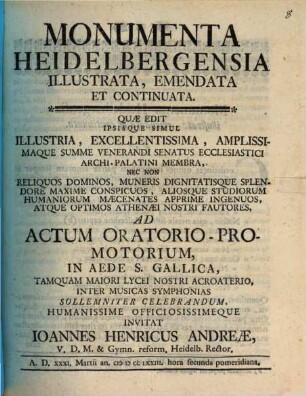 8
MONUMENTA
HEIDELBERGENSIA
ILLUSTRATA, EMENDATA
ET CONTINUATA.
QUÆ EDIT
IPSISQUE SIMUL
ILLUSTRIA, EXCELLENTISSIMA, AMPLISSI-
MAQUE SUMME VENERANDI SENATUS ECCLESIASTICI
ARCHI-PALATINI MEMBRA,
NEC NON
RELIQUOS DOMINOS, MUNERIS DIGNITATISQUE SPLEN-
DORE MAXIME CONSPICUOS, ALIOSQUE STUDIORUM
HUMANIORUM MÆCENATES APPRIME INGENUOS,
ATQUE OPTIMOS ATHENÆI NOSTRI FAUTORES,
AD
ACTUM ORATORIO-PRO-
MOTORIUM,
IN AEDE S. GALLICA,
TAMQUAM MAIORI LYCEI NOSTRI ACROATERIO,
INTER MUSICAS SYMPHONIAS
SOLLEMNITER CELEBRANDUM,
HUMANISSIME OFFICIOSISSIMEQUE
INVITAT
IOANNES HENRICUS ANDREÆ,
V. D. M. & Gymn. reform. Heidelb. Rector,
A. D. XXXI. Martii an. hora secunda pomeridiana.